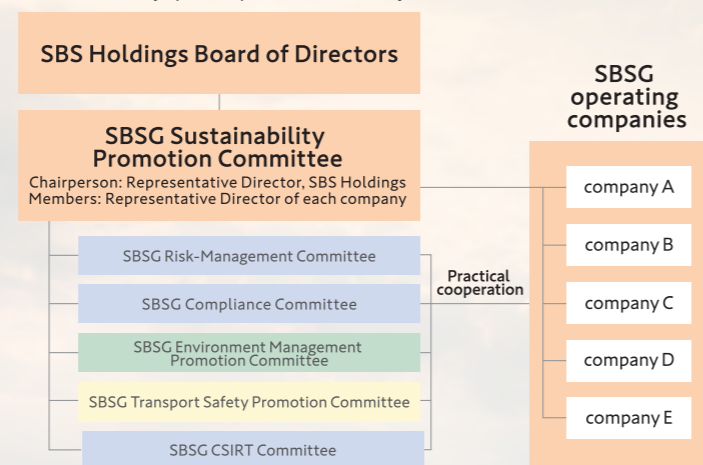 SBS Holdings Board of Directors
SBSG Sustainability
Promotion Committee
Chairperson: Representative Director, SBS Holdings
Members: Representative Director of each company
SBSG Risk-Management Committee
SBSG Compliance Committee
SBSG Environment Management
Promotion Committee
SBSG Transport Safety Promotion Committee
SBSG CSIRT Committee
Practical
cooperation
SBSG
operating
companies
company A
company B
company C
company D
company E